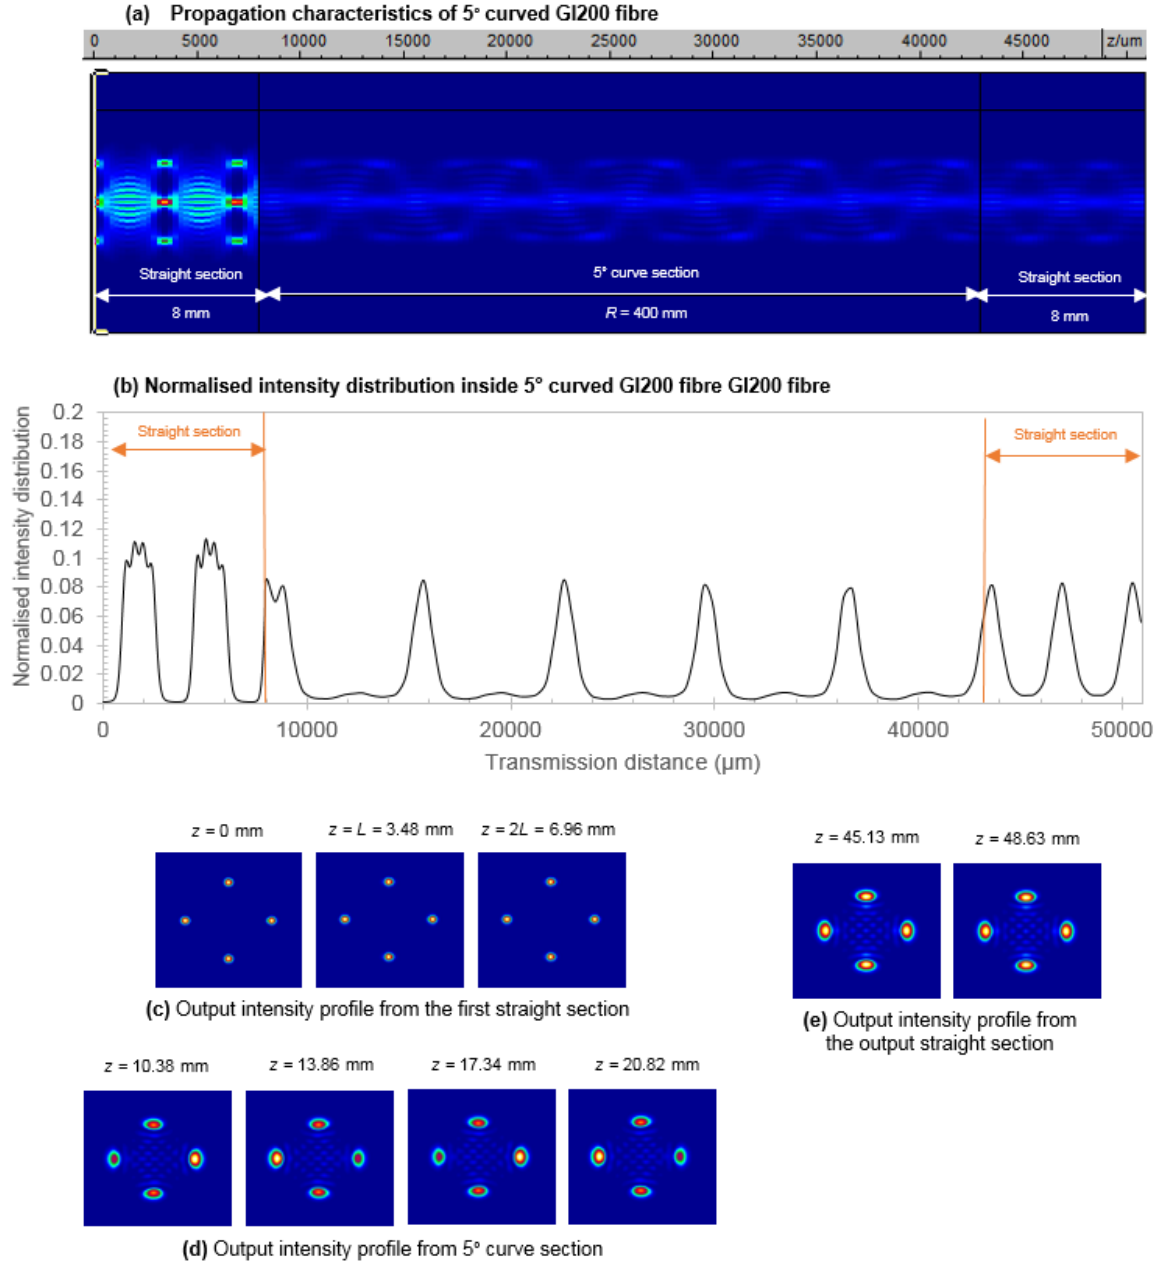 (a) Propagation characteristics of 5° curved GI200 fibre
0 5000 10000 15000 20000 25000 30000 35000 40000 45000 z/um
Straight section 5° curve section Straight section
8 mm R = 400 mm 8 mm
(b) Normalised intensity distribution inside 5° curved GI200 fibre GI200 fibre
Normalised intensity distribution
0.2
0.18
0.16
0.14
0.12
0.1
0.08
0.06
0.04
0.02
0
Straight section Straight section
0 10000 20000 30000 40000 50000
Transmission distance (µm)
z = 0 mm z = L = 3.48 mm z = 2L = 6.96 mm
(c) Output intensity profile from the first straight section
z = 45.13 mm z = 48.63 mm
(e) Output intensity profile from
the output straight section
z = 10.38 mm z = 13.86 mm z = 17.34 mm z = 20.82 mm
(d) Output intensity profile from 5° curve section